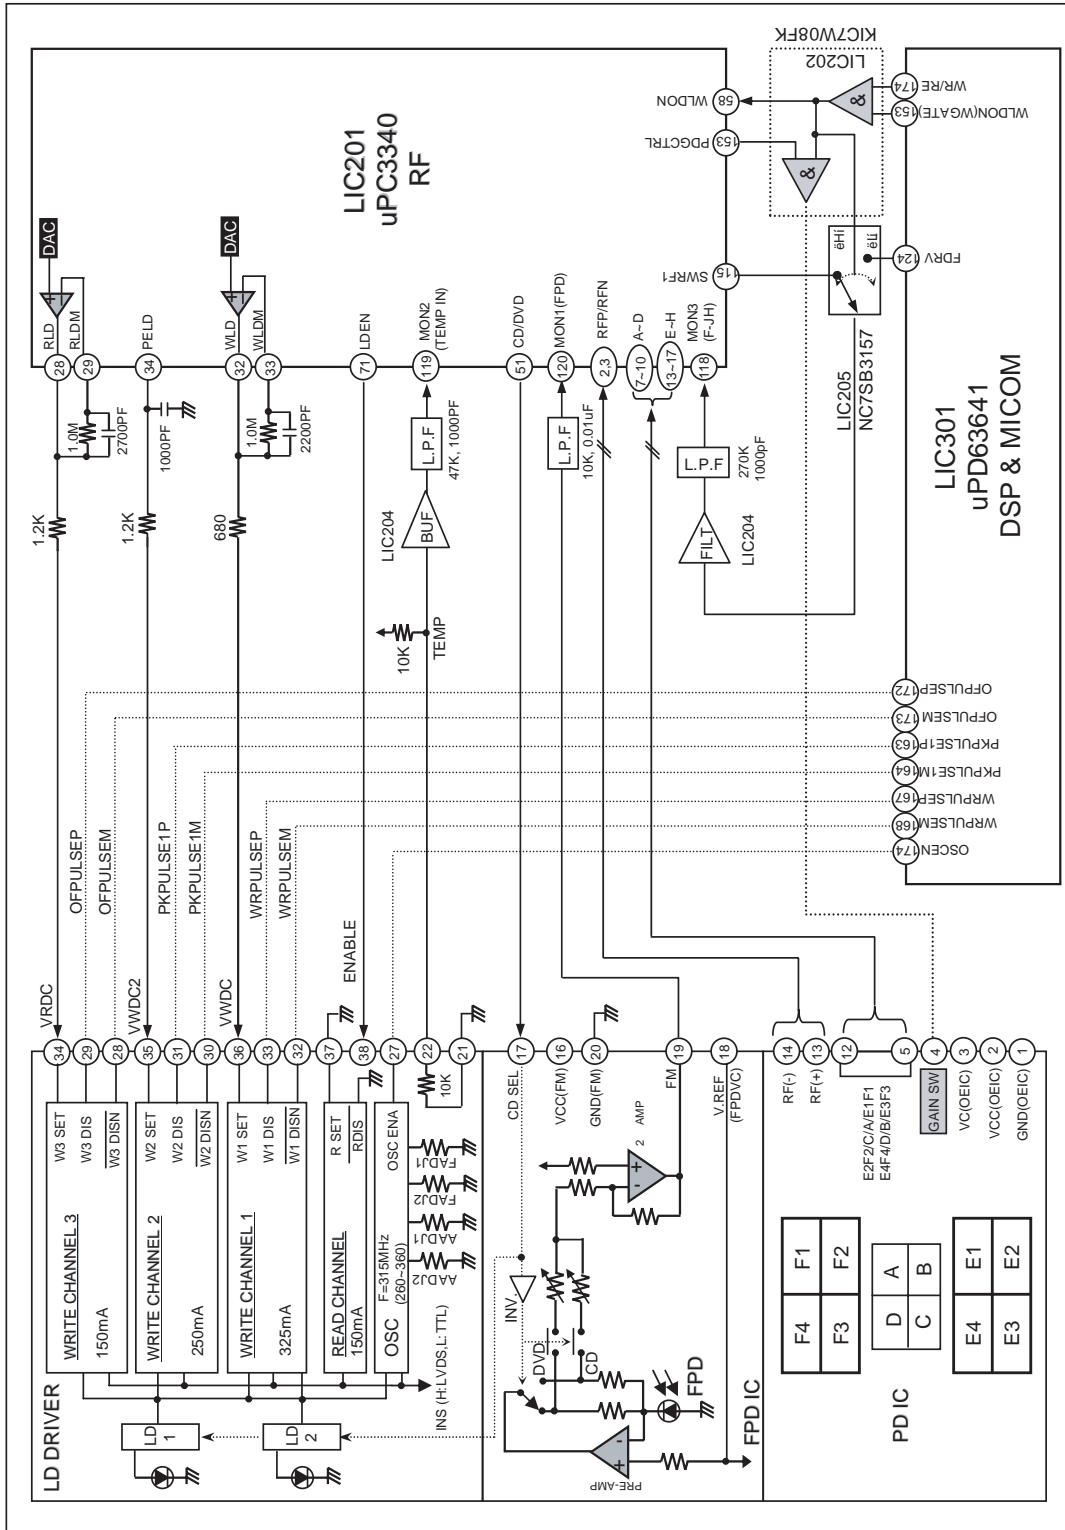 LD DRIVER
LD
1
LD
2
WRITE CHANNEL 3
150mA
W3 SET
W3 DIS
W3 DISN
WRITE CHANNEL 2
250mA
W2 SET
W2 DIS
W2 DISN
WRITE CHANNEL 1
325mA
W1 SET
W1 DIS
W1 DISN
READ CHANNEL
150mA
R SET
RDIS
OSC
F=315MHz
(260~360)
OSC ENA
AADJ2
AADJ1
FADJ2
FADJ1
10K
INS (H:LVDS,L: TTL)
34
29
28
35
31
30
36
33
32
37
38
27
22
21
VRDC
OFPULSEP
OFPULSEM
VWDC2
PKPULSE1P
PKPULSE1M
VWDC
WRPULSEP
WRPULSEM
ENABLE
1.2K
1.2K
680
1.0M
2700PF
1000PF
1.0M
2200PF
10K
TEMP
LIC204
BUF
L.P.F
47K, 1000PF
L.P.F
10K, 0.01uF
LIC204
FILT
L.P.F
270K
1000pF
28
29
34
32
33
71
119
51
120
2,3
7~10
13~17
118
RLD
RLDM
PELD
WLD
WLDM
LDEN
MON2
(TEMP IN)
CD/DVD
MON1(FPD)
RFP/RFN
A~D
E~H
MON3
(F-JH)
DAC
DAC
+
–
+
–
LIC201
uPC3340
RF
WLDON
58
PDGCTRL
153
SWRF1
115
KIC7W08FK
LIC202
&
&
ëHí
ëLí
LIC205
NC7SB3157
174
WR/RE
153
WLDON(WGATE)
124
FDRV
LIC301
uPD63641
DSP & MICOM
172
OFPULSEP
173
OFPULSEM
163
PKPULSE1P
164
PKPULSE1M
167
WRPULSEP
168
WRPULSEM
174
OSCEN
FPD IC
PRE-AMP
+
-
FPD
INV.
DVD
CD
+
-
AMP
2
17
16
20
19
18
CD SEL
VCC(FM)
GND(FM)
FM
V.REF
(FPDVC)
PD IC
14
13
12
5
4
3
2
1
RF(-)
RF(+)
E2F2/C/A/E1F1
E4F4/D/B/E3F3
GAIN SW
VC(OEIC)
VCC(OEIC)
GND(OEIC)
F4 F1
F3 F2
D A
C B
E4 E1
E3 E2